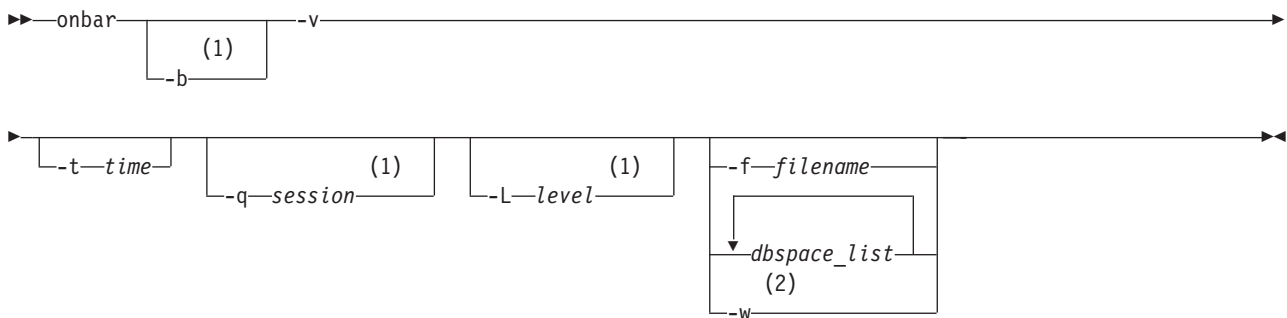 onbar -v
(1)
-b
-t time
(1)
-q session
(1)
-L level
-f filename
dbspace_list
(2)
-w